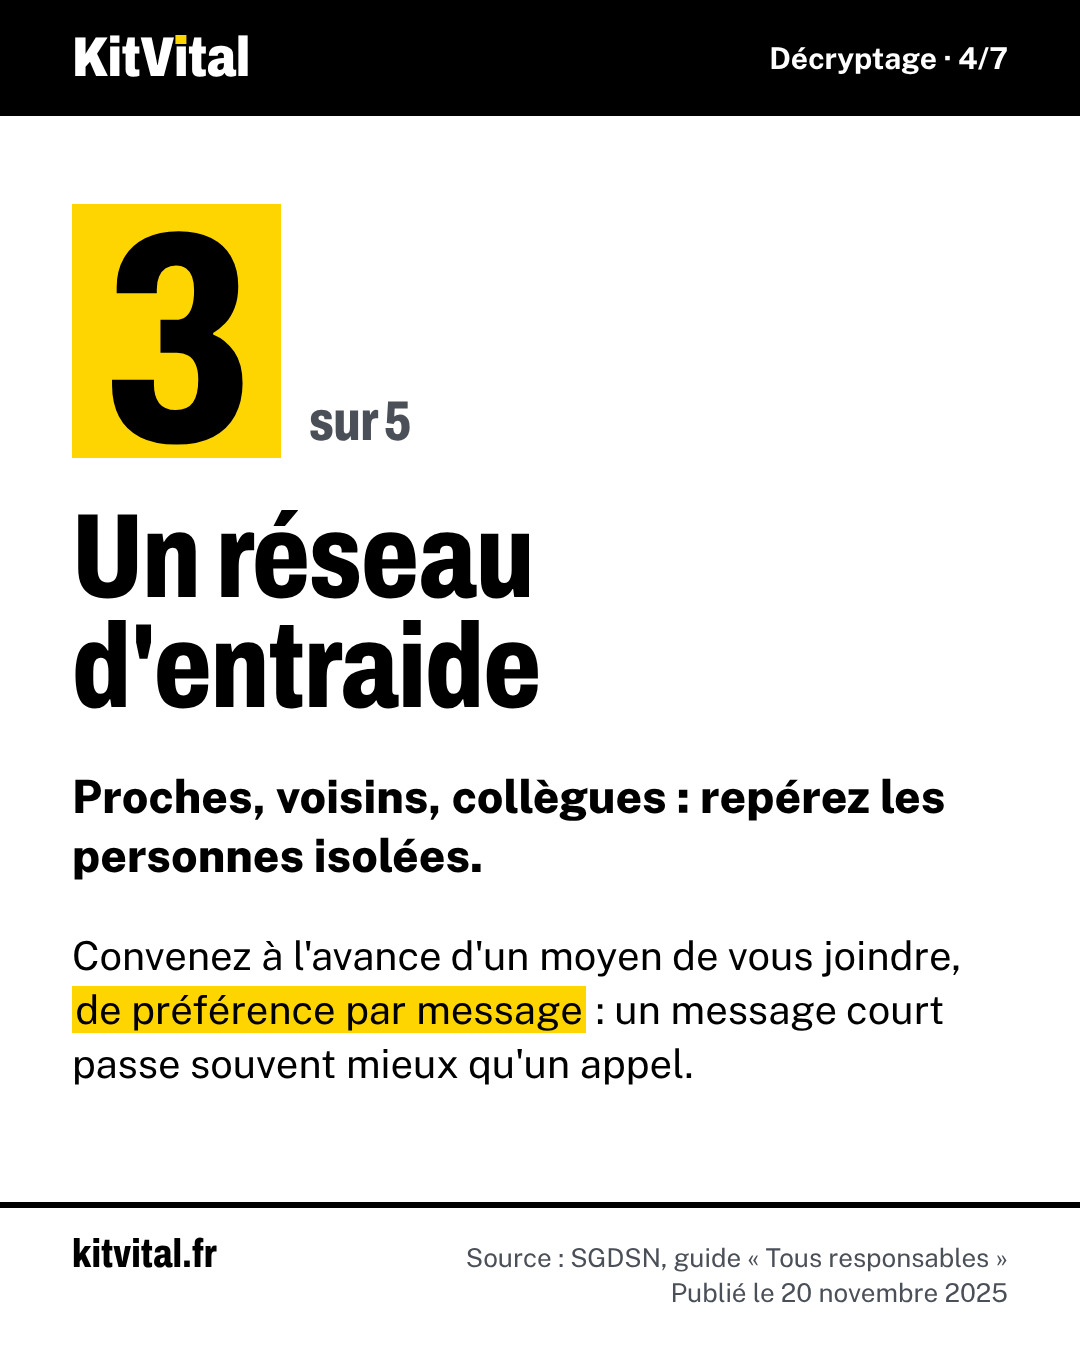 KitVital
Décryptage · 4/7
3
sur 5
Un réseau
d'entraide
Proches, voisins, collègues : repérez les
personnes isolées.
Convenez à l'avance d'un moyen de vous joindre,
de préférence par message : un message court
passe souvent mieux qu'un appel.
kitvital.fr
Source : SGDSN, guide « Tous responsables »
Publié le 20 novembre 2025